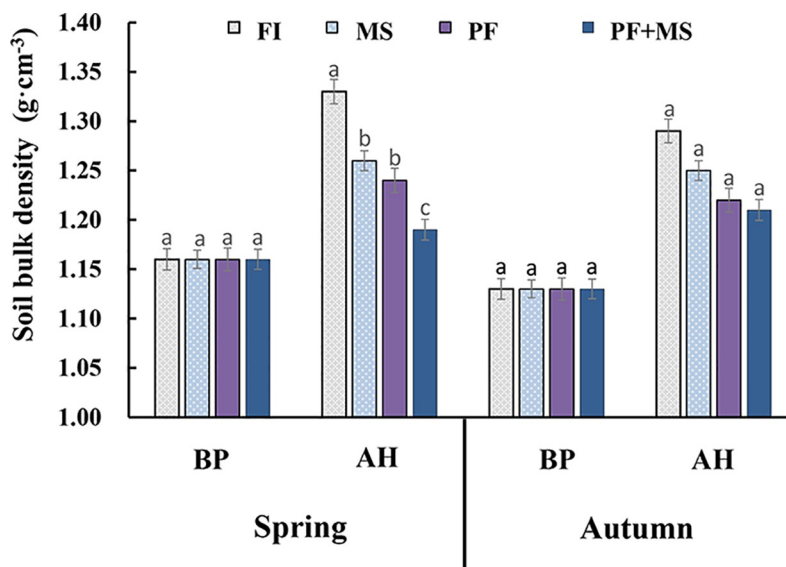 FI MS PF PF+MS
Soil bulk density (g·cm-3)
1.40
1.35
1.30
1.25
1.20
1.15
1.10
1.05
1.00
a a a a
a b b c
a a a a
a a a a
BP AH BP AH
Spring Autumn